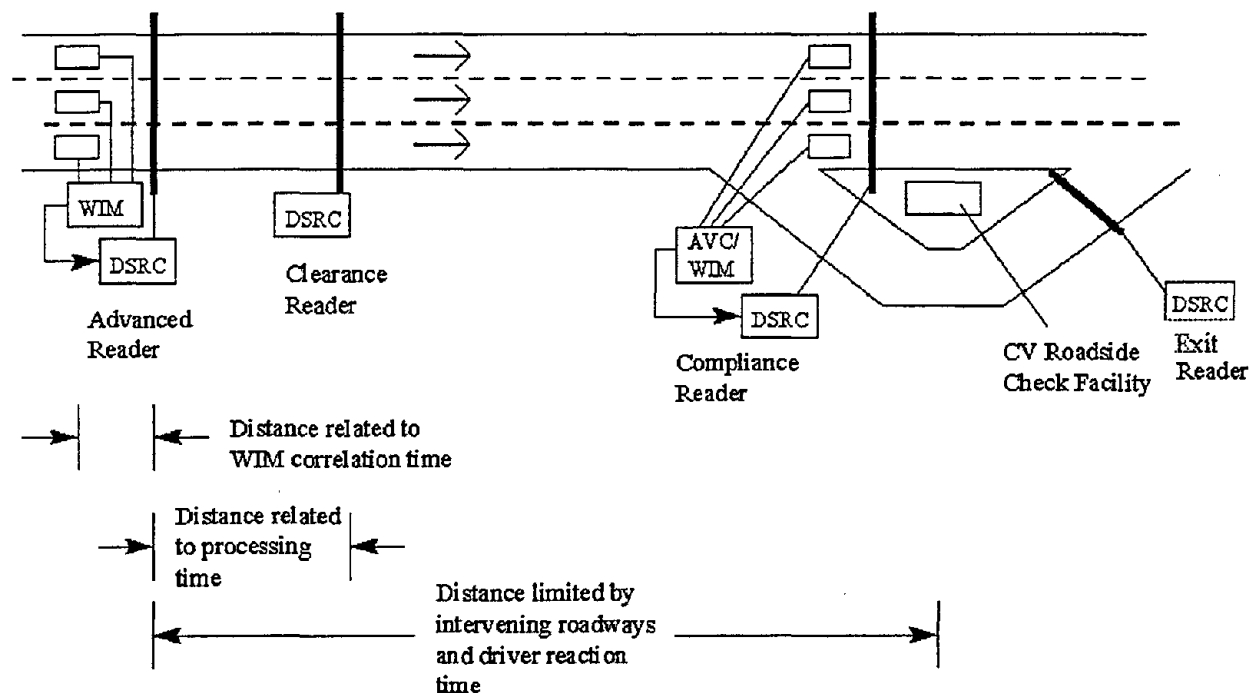 WIM
DSRC
Advanced
Reader
DSRC
Clearance
Reader
AVC/
WIM
DSRC
Compliance
Reader
CV Roadside
Check Facility
DSRC
Exit
Reader
Distance related to
WIM correlation time
Distance related
to processing
time
Distance limited by
intervening roadways
and driver reaction
time